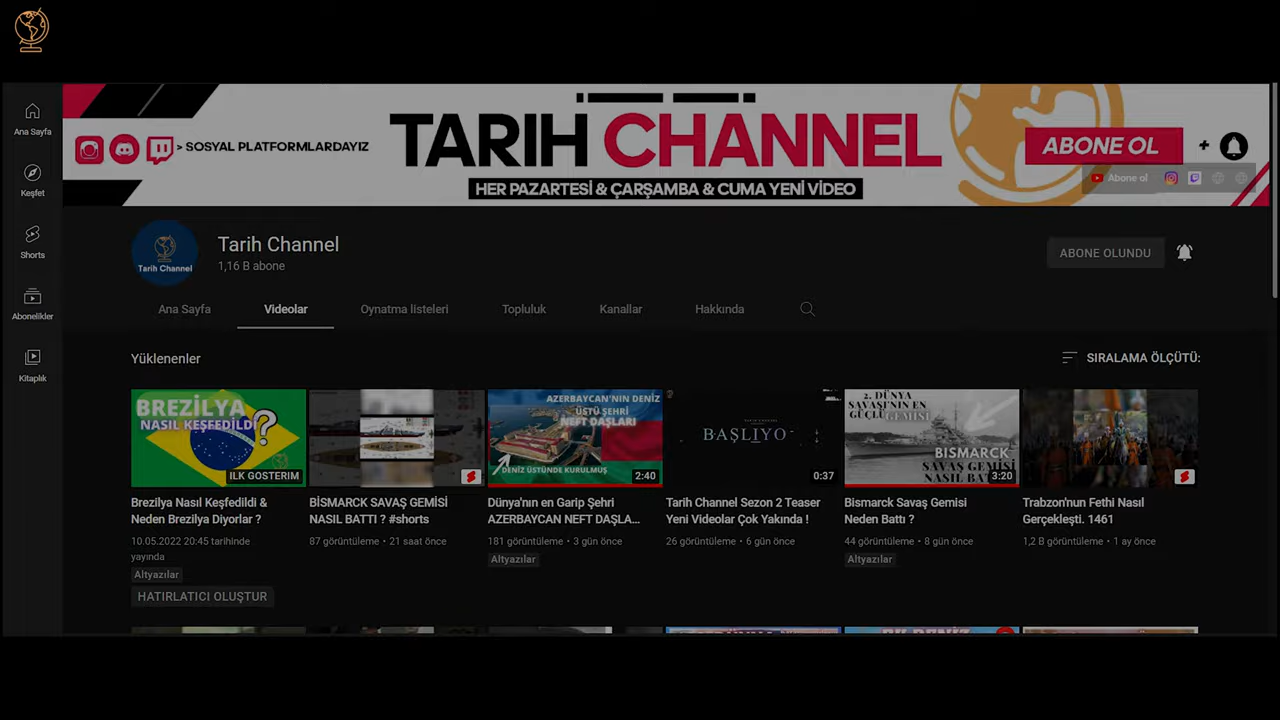 TARIH CHANNEL
> SOSYAL PLATFORMLARDAYIZ
ABONE OL
+
HER PAZARTESİ & ÇARŞAMBA & CUMA YENİ VİDEO
Abone ol
Ana Sayfa
Keşfet
Shorts
Abonelikler
Kitaplık
Tarih Channel
Tarih Channel
1,16 B abone
ABONE OLUNDU
Ana Sayfa Videolar Oynatma listeleri Topluluk Kanallar Hakkında
Yüklenenler
SIRALAMA ÖLÇÜTÜ:
BREZİLYA
NASIL KEŞFEDİLDİ ?
ILK GOSTERIM
Brezilya Nasıl Keşfedildi &
Neden Brezilya Diyorlar ?
10.05.2022 20:45 tarihinde
yayında
Altyazılar
HATIRLATICI OLUŞTUR
BİSMARCK SAVAŞ GEMİSİ
NASIL BATTI ? #shorts
87 görüntüleme • 21 saat önce
AZERBAYCAN'NIN DENİZ
ÜSTÜ ŞEHRİ
NEFT DAŞLARI
DENİZ ÜSTÜNDE KURULMUŞ
2:40
Dünya'nın en Garip Şehri
AZERBAYCAN NEFT DAŞLA...
181 görüntüleme • 3 gün önce
Altyazılar
BAŞLIYO
0:37
Tarih Channel Sezon 2 Teaser
Yeni Videolar Çok Yakında !
26 görüntüleme • 6 gün önce
2. DÜNYA
SAVAŞI'NIN EN
GÜÇLÜ GEMİSİ
BISMARCK
SAVAŞ GEMİSİ
NASIL BATTI
3:20
Bismarck Savaş Gemisi
Neden Battı ?
44 görüntüleme • 8 gün önce
Altyazılar
Trabzon'nun Fethi Nasıl
Gerçekleşti. 1461
1,2 B görüntüleme • 1 ay önce